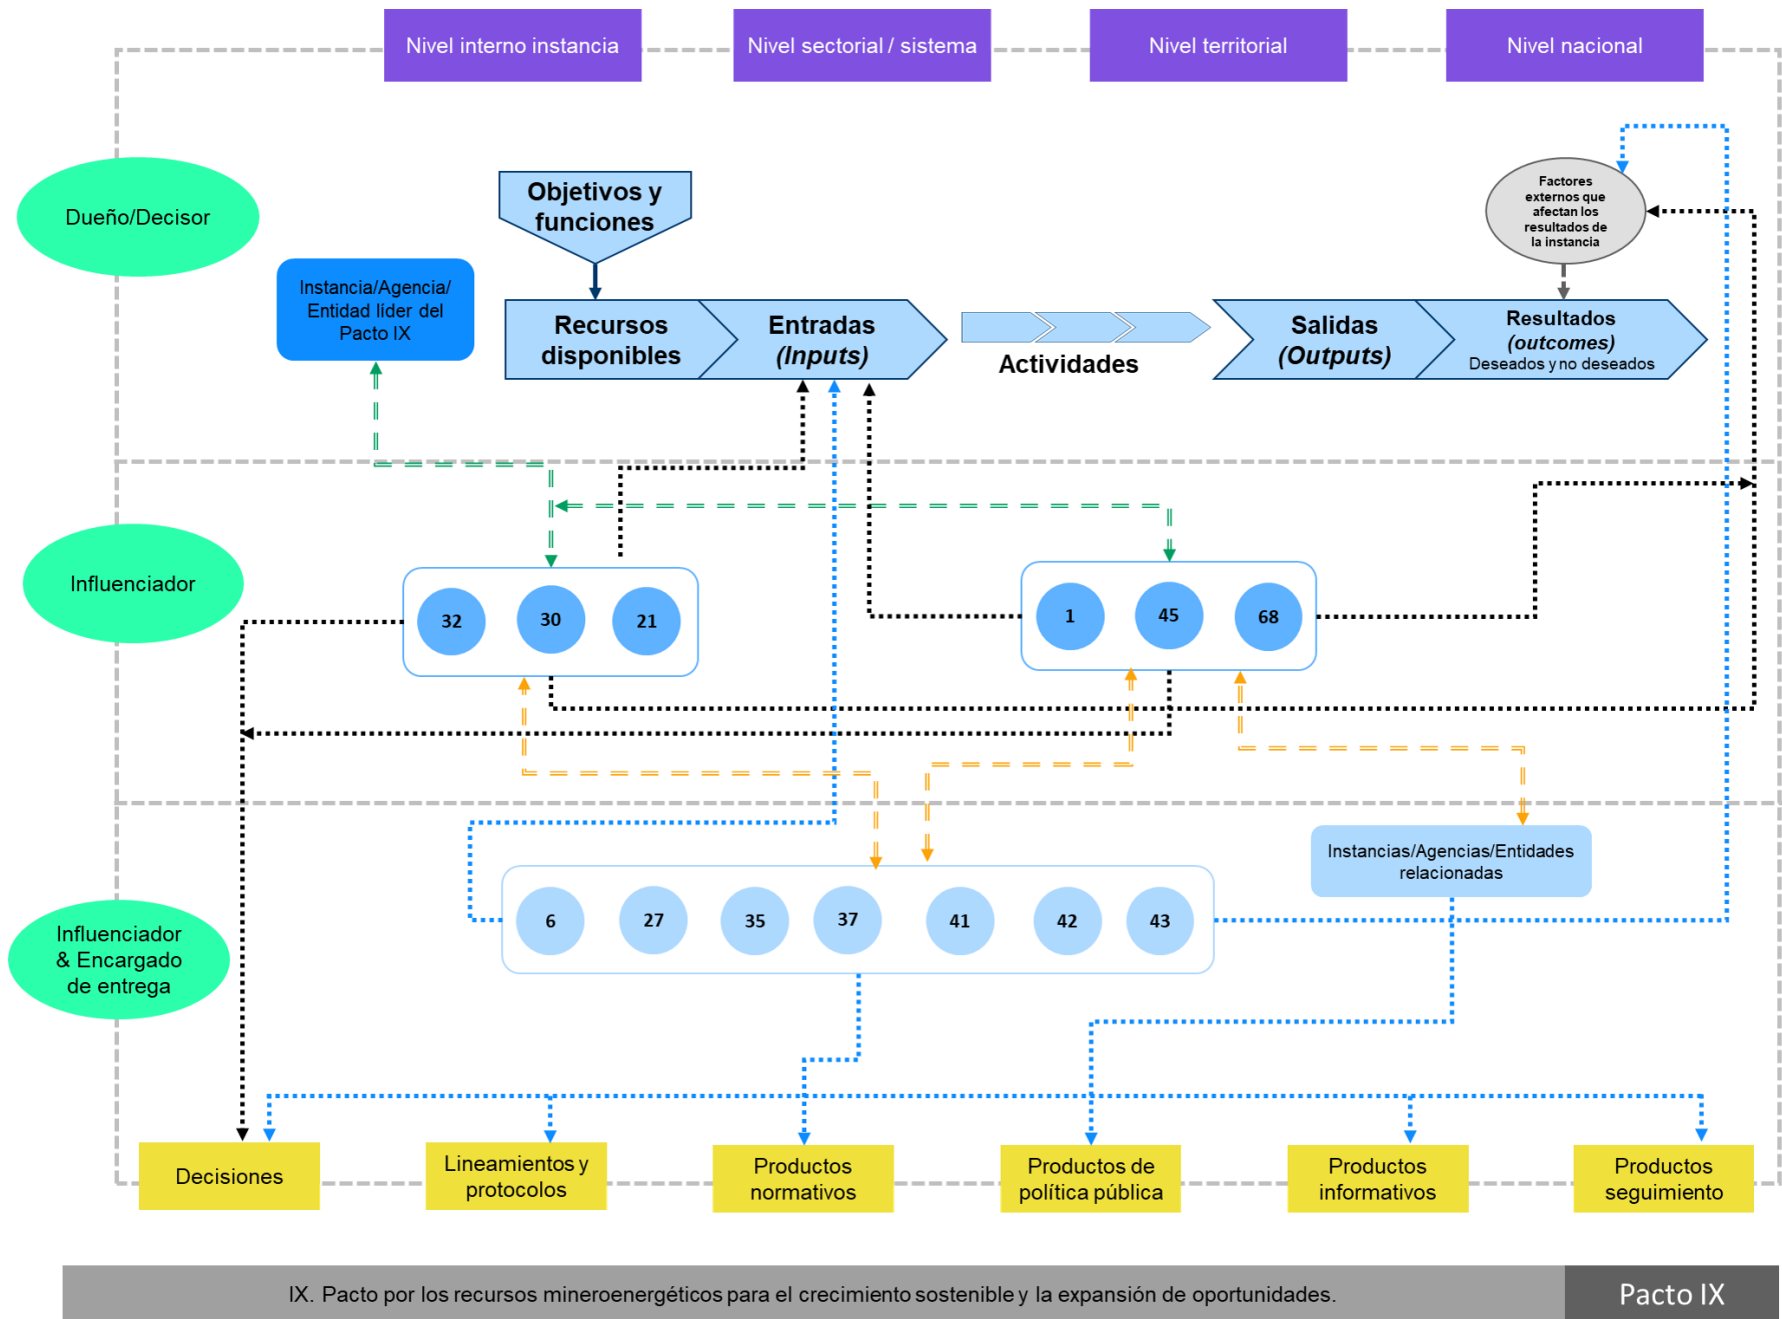 Nivel interno instancia
Nivel sectorial / sistema
Nivel territorial
Nivel nacional
Dueño/Decisor
Objetivos y
funciones
Factores
externos que
afectan los
resultados de
la instancia
Instancia/Agencia/
Entidad líder del
Pacto IX
Recursos
disponibles
Entradas
(Inputs)
Actividades
Salidas
(Outputs)
Resultados
(outcomes)
Deseados y no deseados
Influenciador
32
30
21
1
45
68
Instancias/Agencias/Entidades
relacionadas
Influenciador
& Encargado
de entrega
6
27
35
37
41
42
43
Decisiones
Lineamientos y
protocolos
Productos
normativos
Productos de
política pública
Productos
informativos
Productos
seguimiento
IX. Pacto por los recursos mineroenergéticos para el crecimiento sostenible y la expansión de oportunidades.
Pacto IX